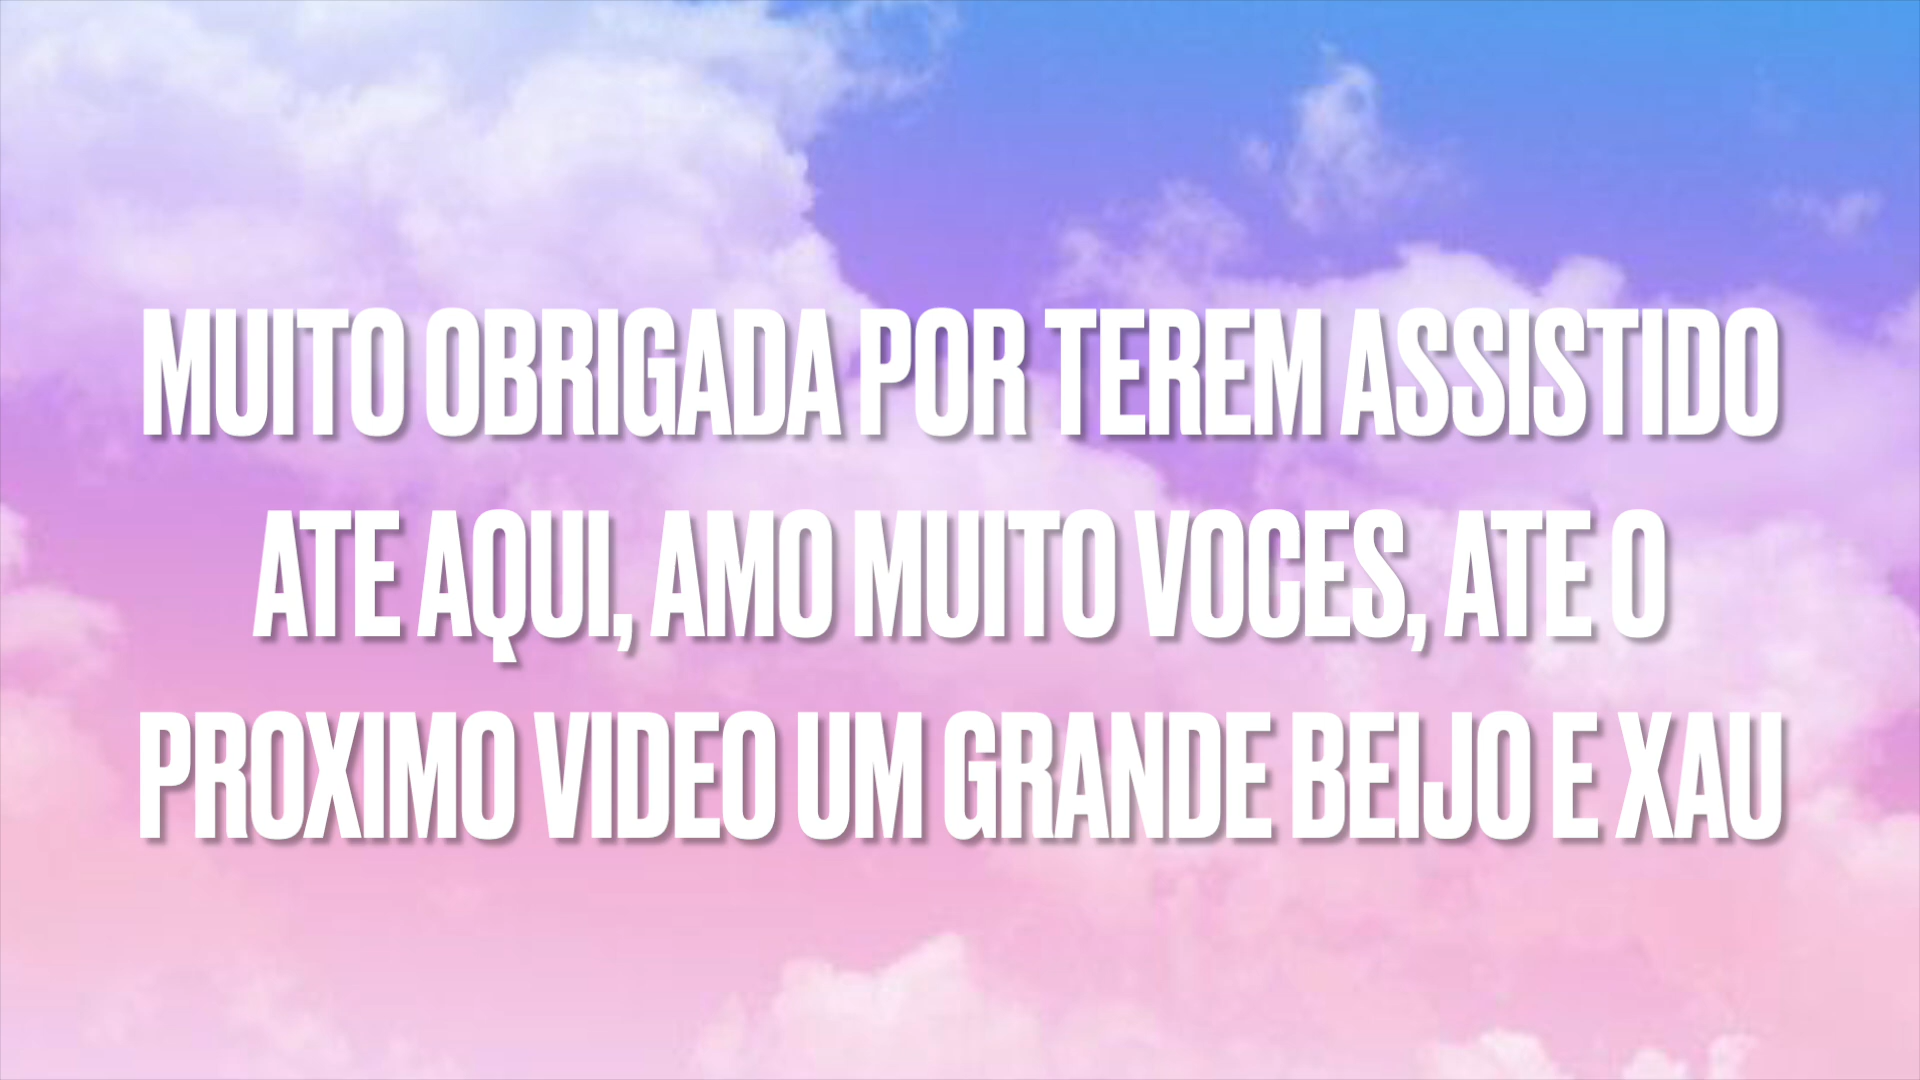 MUITO OBRIGADA POR TEREM ASSISTIDO
ATE AQUI, AMO MUITO VOCES, ATE O
PROXIMO VIDEO UM GRANDE BEIJO E XAU